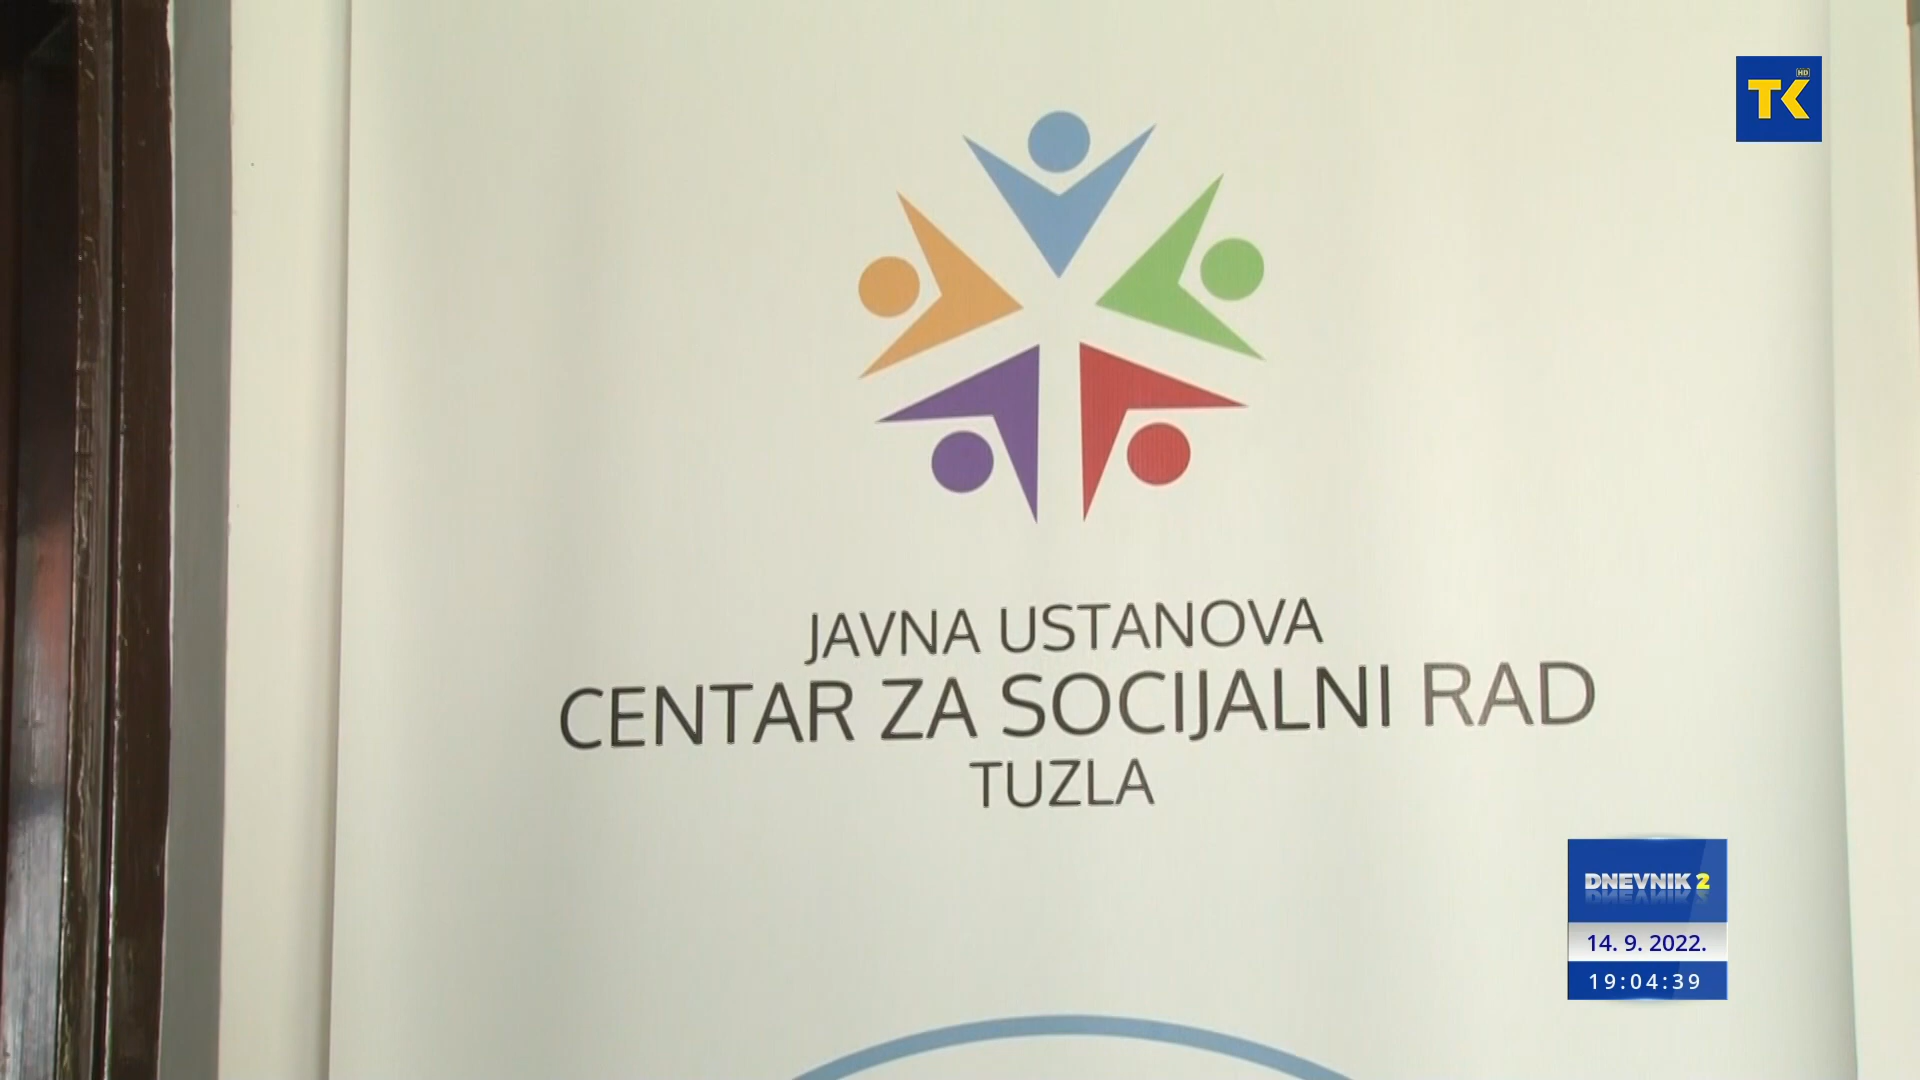 TK HD
JAVNA USTANOVA
CENTAR ZA SOCIJALNI RAD
TUZLA
DNEVNIK 2
14. 9. 2022.
19:04:39